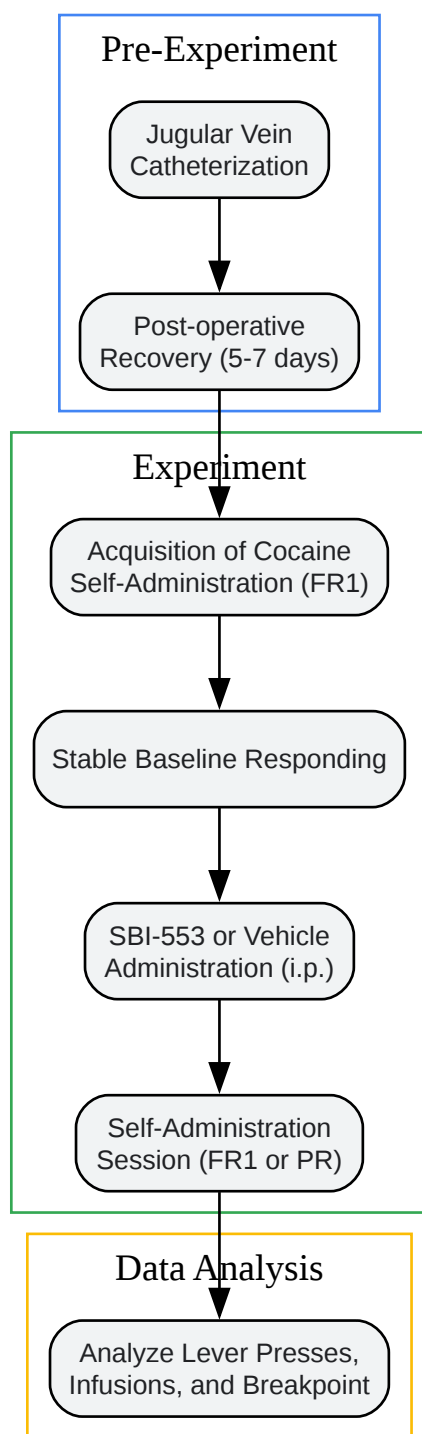 Pre-Experiment
Jugular Vein
Catheterization
Post-operative
Recovery (5-7 days)
Experiment
Acquisition of Cocaine
Self-Administration (FR1)
Stable Baseline Responding
SBI-553 or Vehicle
Administration (i.p.)
Self-Administration
Session (FR1 or PR)
Data Analysis
Analyze Lever Presses,
Infusions, and Breakpoint